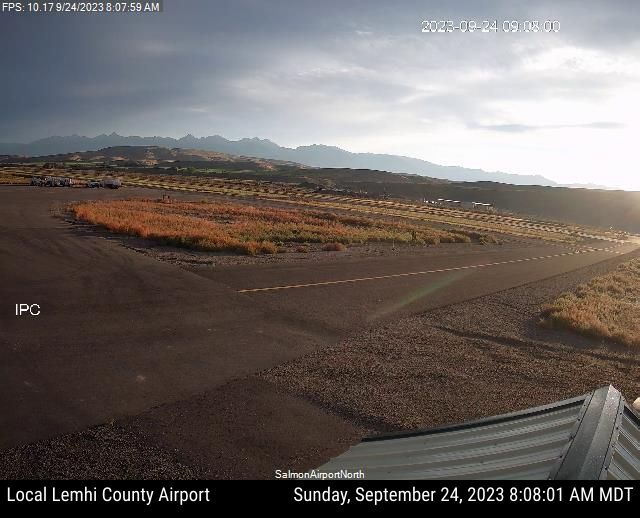 FPS: 10.17 9/24/2023 8:07:59 AM
2023-09-24 09:08:00
IPC
SalmonAirportNorth
Local Lemhi County Airport
Sunday, September 24, 2023 8:08:01 AM MDT